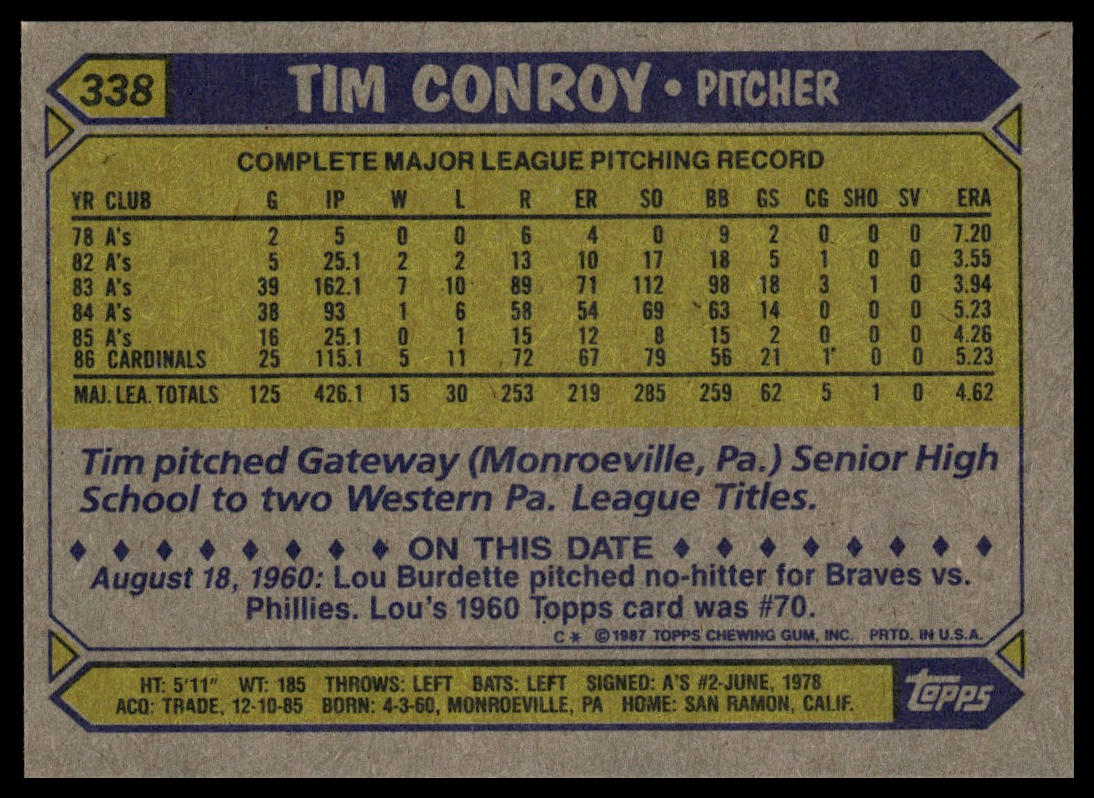 338 TIM CONROY • PITCHER
COMPLETE MAJOR LEAGUE PITCHING RECORD
YR CLUB G IP W L R ER SO BB GS CG SHO SV ERA
78 A's 2 5 0 0 6 4 0 9 2 0 0 0 7.20
82 A's 5 25.1 2 2 13 10 17 18 5 1 0 0 3.55
83 A's 39 162.1 7 10 89 71 112 98 18 3 1 0 3.94
84 A's 38 93 1 6 58 54 69 63 14 0 0 0 5.23
85 A's 16 25.1 0 1 15 12 8 15 2 0 0 0 4.26
86 CARDINALS 25 115.1 5 11 72 67 79 56 21 1 0 0 5.23
MAJ. LEA. TOTALS 125 426.1 15 30 253 219 285 259 62 5 1 0 4.62
Tim pitched Gateway (Monroeville, Pa.) Senior High
School to two Western Pa. League Titles.
♦ ♦ ♦ ♦ ♦ ♦ ♦ ♦ ON THIS DATE ♦ ♦ ♦ ♦ ♦ ♦ ♦ ♦
August 18, 1960: Lou Burdette pitched no-hitter for Braves vs.
Phillies. Lou's 1960 Topps card was #70.
C* ©1987 TOPPS CHEWING GUM, INC. PRTD. IN U.S.A.
HT: 5'11" WT: 185 THROWS: LEFT BATS: LEFT SIGNED: A'S #2-JUNE, 1978
ACQ: TRADE, 12-10-85 BORN: 4-3-60, MONROEVILLE, PA HOME: SAN RAMON, CALIF.
topps